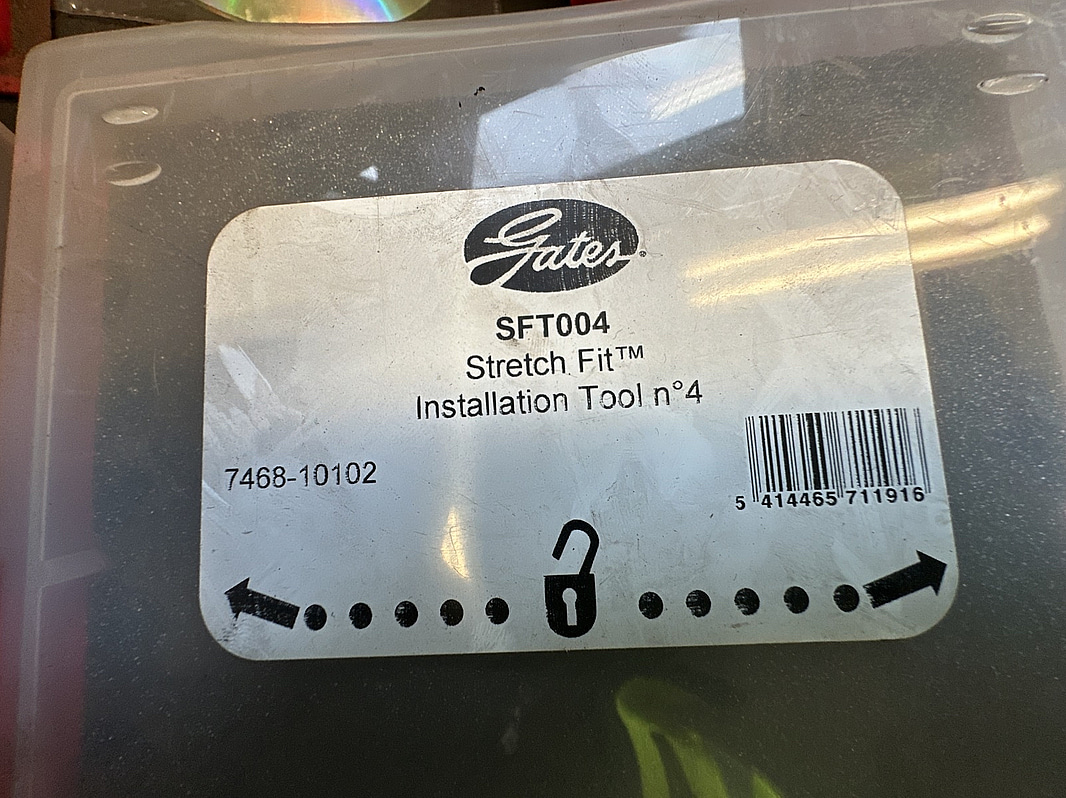 Gates
SFT004
Stretch Fit™
Installation Tool n°4
7468-10102
5 414465 711916